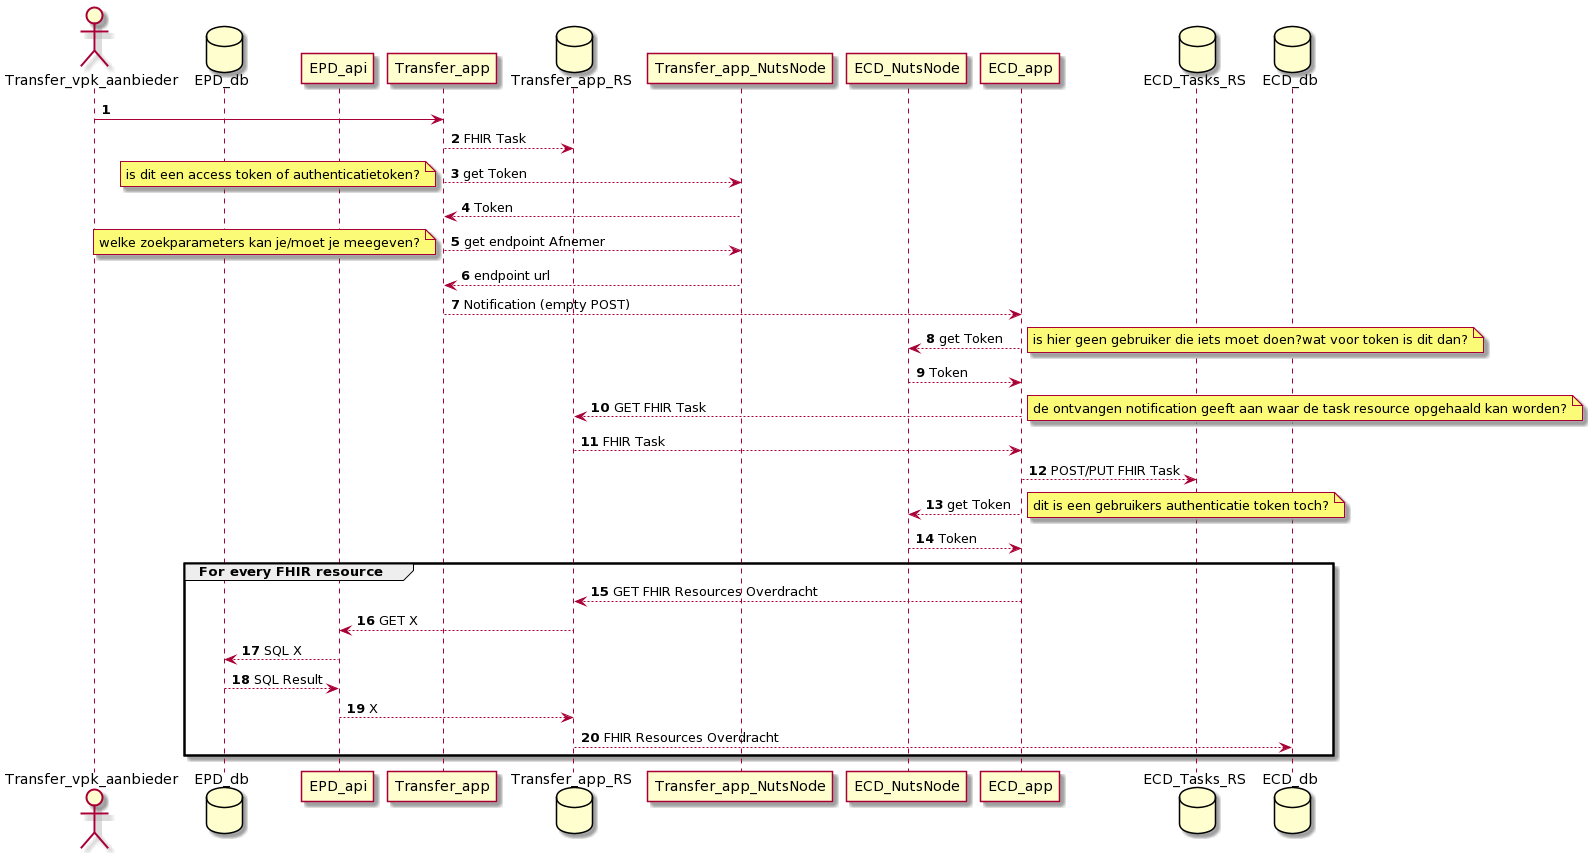 Transfer_vpk_aanbieder EPD_db EPD_api Transfer_app Transfer_app_RS Transfer_app_NutsNode ECD_NutsNode ECD_app ECD_Tasks_RS ECD_db
1
2 FHIR Task
is dit een access token of authenticatietoken? 3 get Token
4 Token
welke zoekparameters kan je/moet je meegeven? 5 get endpoint Afnemer
6 endpoint url
7 Notification (empty POST)
8 get Token is hier geen gebruiker die iets moet doen?wat voor token is dit dan?
9 Token
10 GET FHIR Task de ontvangen notification geeft aan waar de task resource opgehaald kan worden?
11 FHIR Task
12 POST/PUT FHIR Task
13 get Token dit is een gebruikers authenticatie token toch?
14 Token
For every FHIR resource
15 GET FHIR Resources Overdracht
16 GET X
17 SQL X
18 SQL Result
19 X
20 FHIR Resources Overdracht
Transfer_vpk_aanbieder EPD_db EPD_api Transfer_app Transfer_app_RS Transfer_app_NutsNode ECD_NutsNode ECD_app ECD_Tasks_RS ECD_db